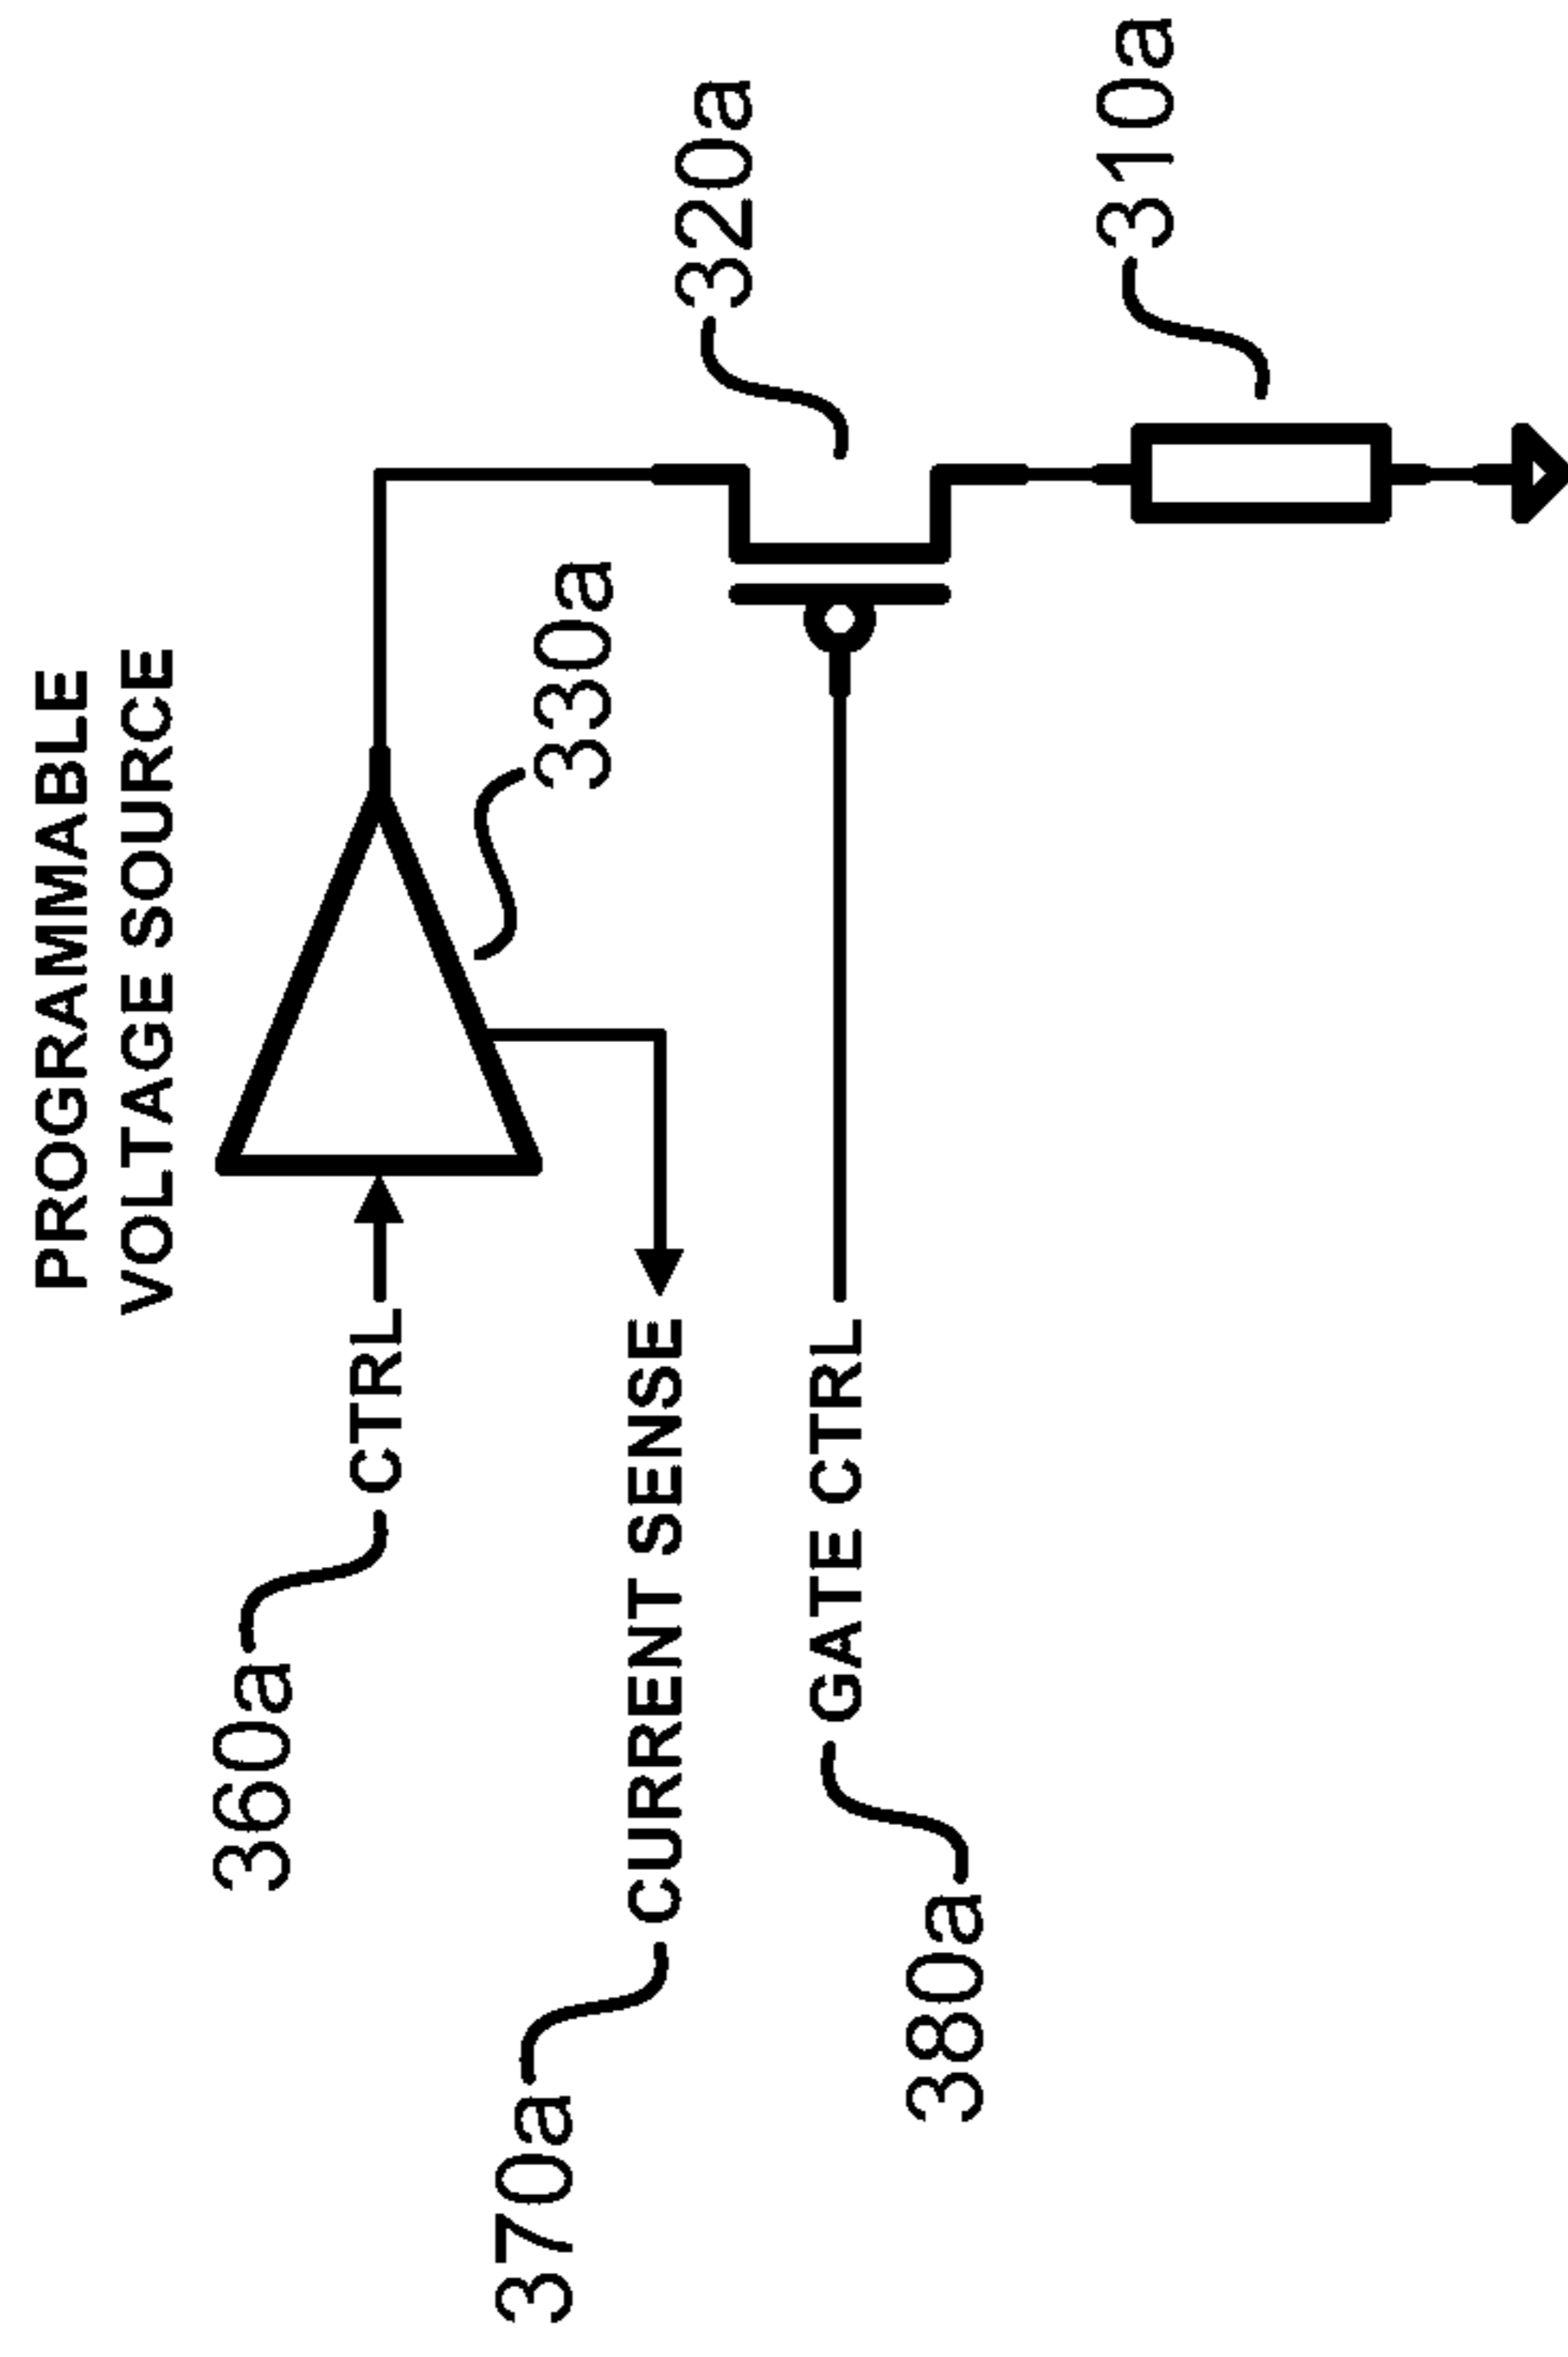 PROGRAMMABLE
VOLTAGE SOURCE
360a
CTRL
330a
370a
CURRENT SENSE
320a
GATE CTRL
380a
310a